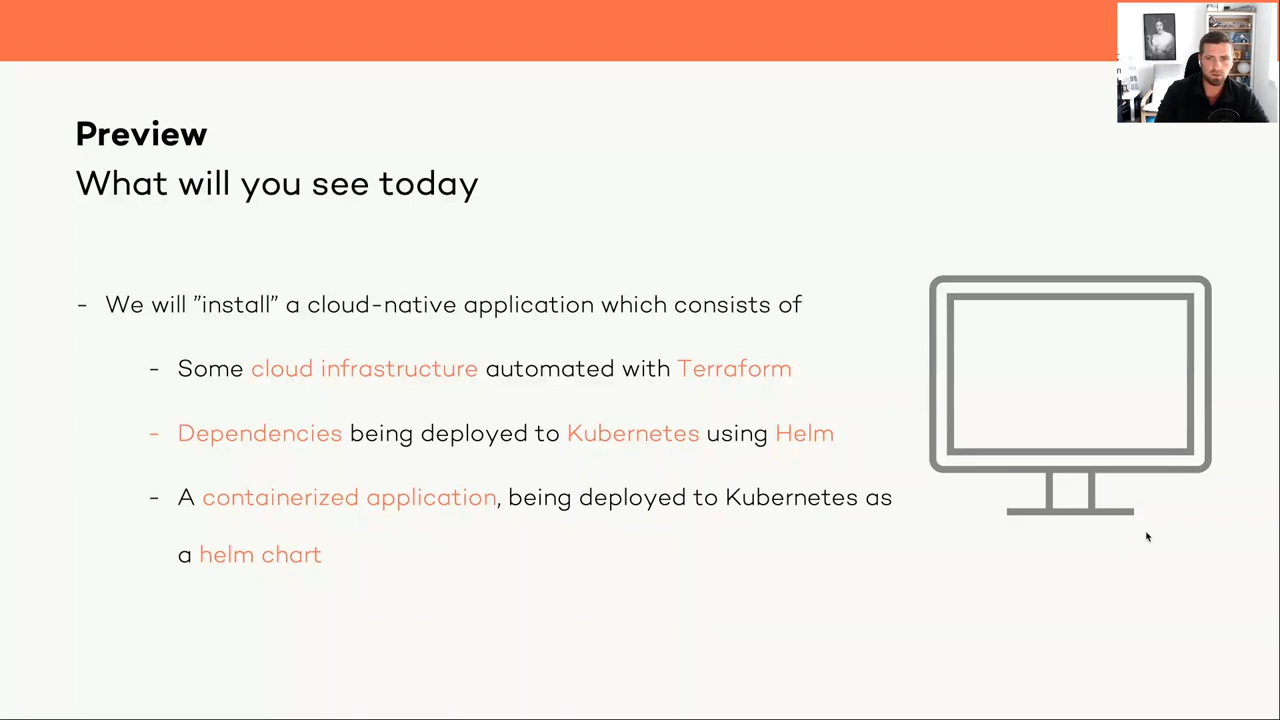 Preview
What will you see today
- We will ”install” a cloud-native application which consists of
- Some cloud infrastructure automated with Terraform
- Dependencies being deployed to Kubernetes using Helm
- A containerized application, being deployed to Kubernetes as
a helm chart